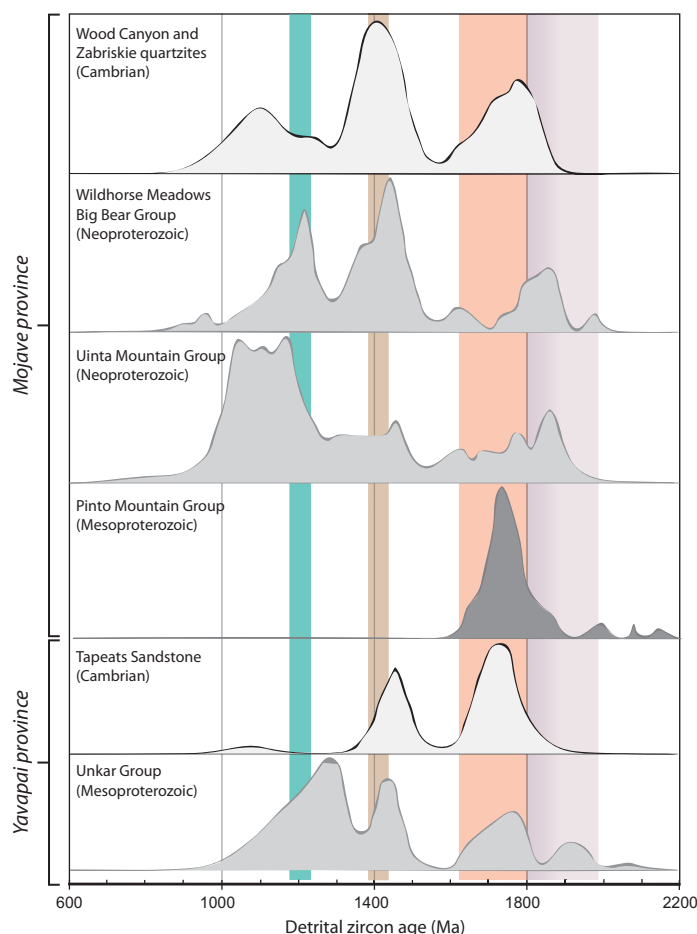 Mojave province
Yavapai province
Wood Canyon and
Zabriskie quartzites
(Cambrian)
Wildhorse Meadows
Big Bear Group
(Neoproterozoic)
Uinta Mountain Group
(Neoproterozoic)
Pinto Mountain Group
(Mesoproterozoic)
Tapeats Sandstone
(Cambrian)
Unkar Group
(Mesoproterozoic)
600 1000 1400 1800 2200
Detrital zircon age (Ma)